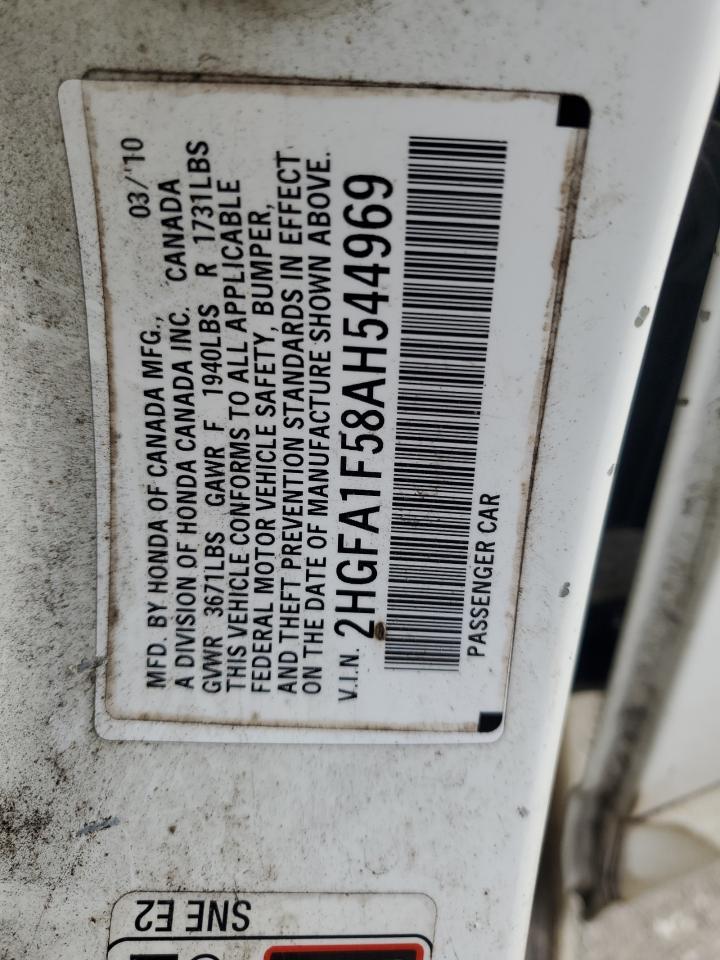 MFD. BY HONDA OF CANADA MFG., 03/'10
A DIVISION OF HONDA CANADA INC. CANADA
GVWR 3671LBS GAWR F 1940LBS R 1731LBS
THIS VEHICLE CONFORMS TO ALL APPLICABLE
FEDERAL MOTOR VEHICLE SAFETY, BUMPER,
AND THEFT PREVENTION STANDARDS IN EFFECT
ON THE DATE OF MANUFACTURE SHOWN ABOVE.
V.I.N. 2HGFA1F58AH544969
PASSENGER CAR
SNE E2